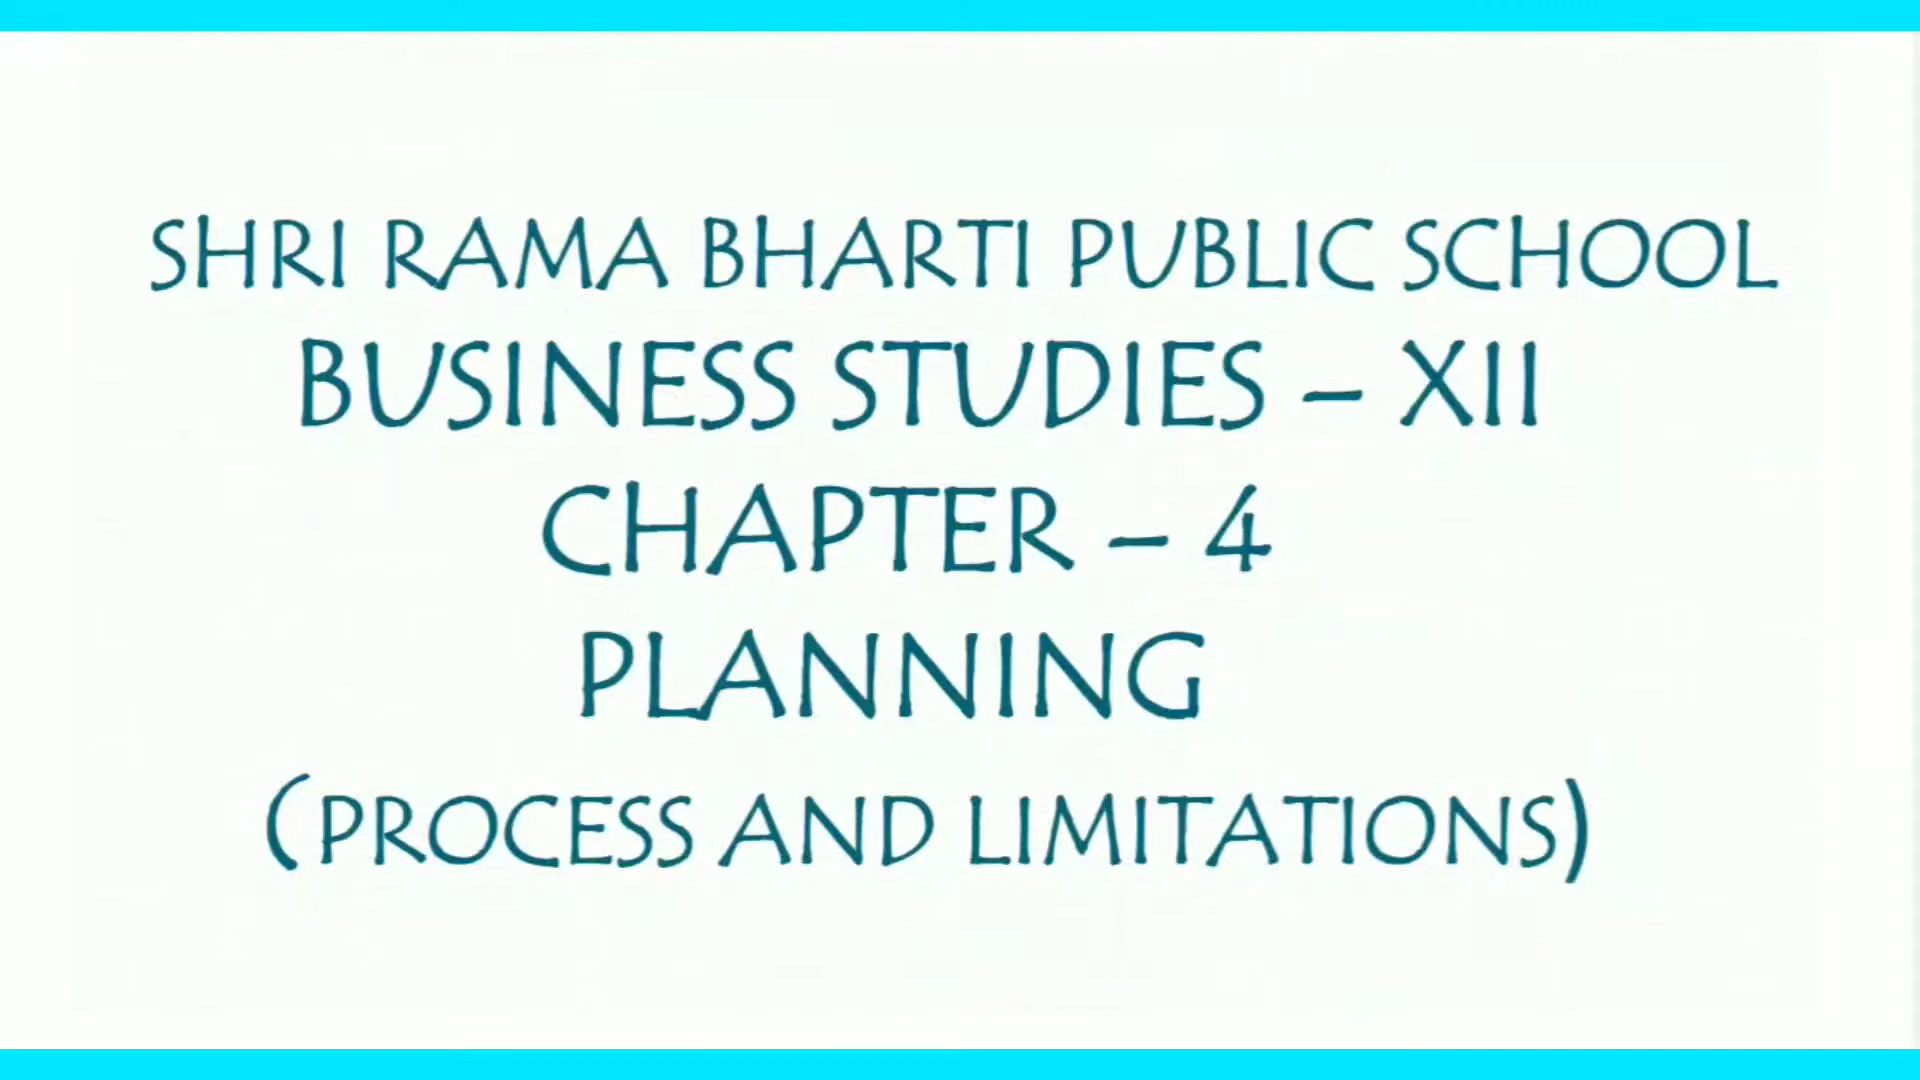 SHRI RAMA BHARTI PUBLIC SCHOOL
BUSINESS STUDIES – XII
CHAPTER – 4
PLANNING
(PROCESS AND LIMITATIONS)